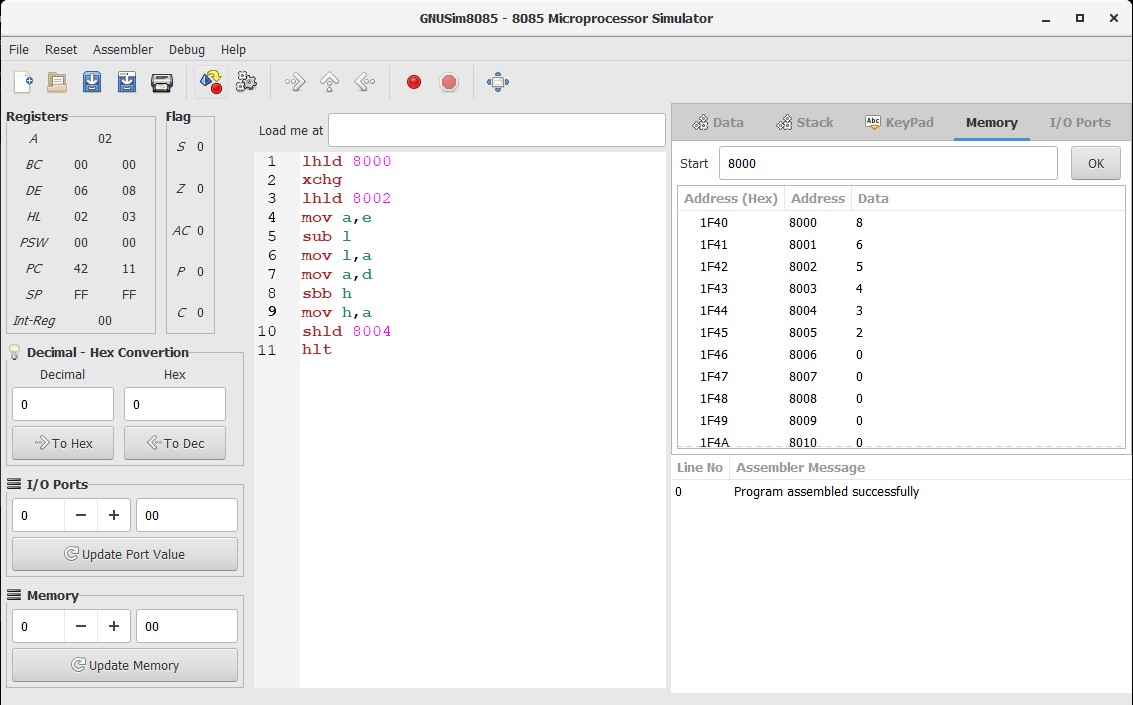 GNUSim8085 - 8085 Microprocessor Simulator
File Reset Assembler Debug Help
Registers
A 02
BC 00 00
DE 06 08
HL 02 03
PSW 00 00
PC 42 11
SP FF FF
Int-Reg 00
Flag
S 0
Z 0
AC 0
P 0
C 0
Decimal - Hex Convertion
Decimal Hex
0 0
To Hex To Dec
I/O Ports
0 − + 00
Update Port Value
Memory
0 − + 00
Update Memory
Load me at
1 lhld 8000
2 xchg
3 lhld 8002
4 mov a,e
5 sub l
6 mov l,a
7 mov a,d
8 sbb h
9 mov h,a
10 shld 8004
11 hlt
Data Stack Abc KeyPad Memory I/O Ports
Start 8000 OK
Address (Hex) Address Data
1F40 8000 8
1F41 8001 6
1F42 8002 5
1F43 8003 4
1F44 8004 3
1F45 8005 2
1F46 8006 0
1F47 8007 0
1F48 8008 0
1F49 8009 0
1F4A 8010 0
Line No Assembler Message
0 Program assembled successfully